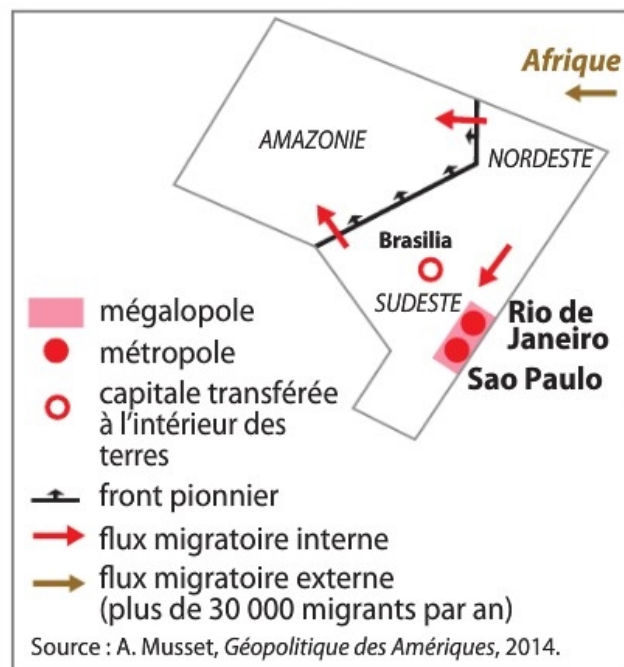 Afrique
AMAZONIE
NORDESTE
Brasilia
SUDESTE
Rio de
Janeiro
Sao Paulo
mégalopole
métropole
capitale transférée
à l'intérieur des
terres
front pionnier
flux migratoire interne
flux migratoire externe
(plus de 30 000 migrants par an)
Source : A. Musset, Géopolitique des Amériques, 2014.